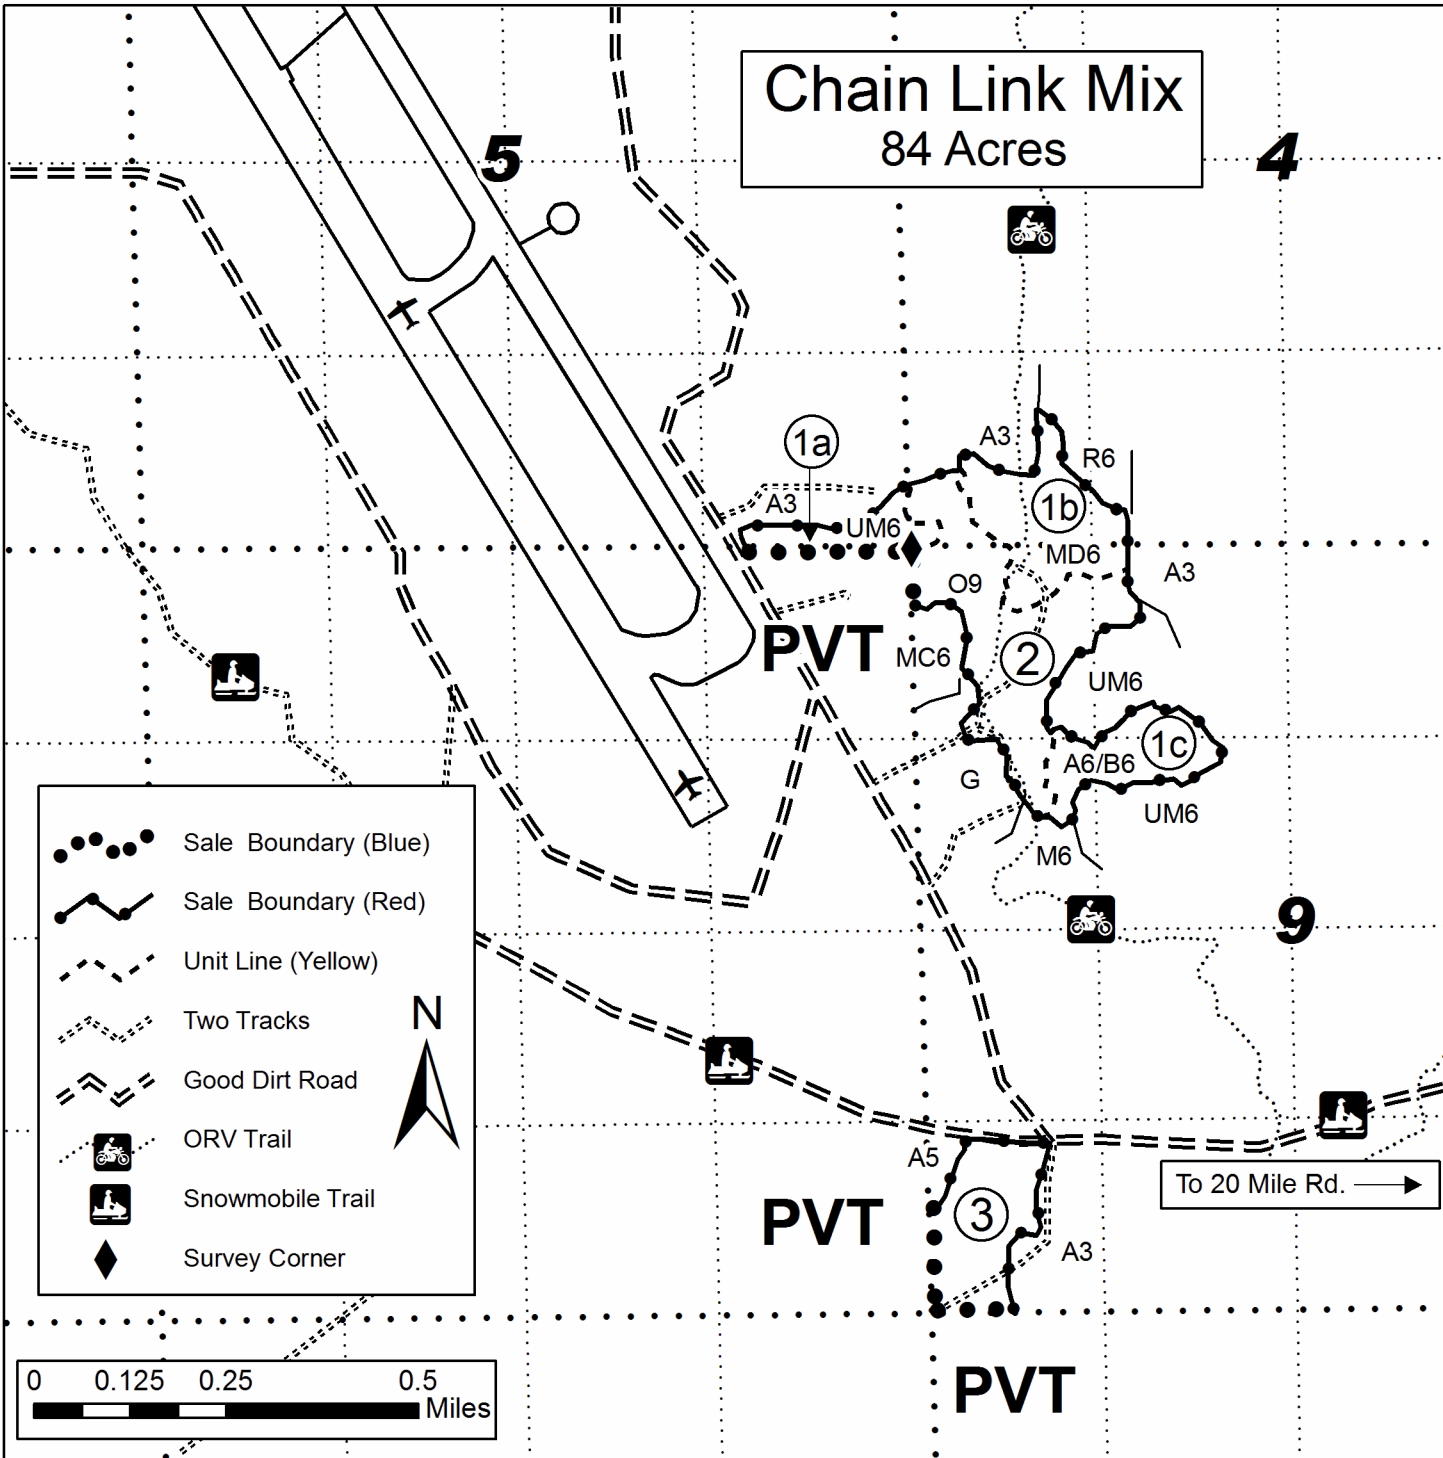 Chain Link Mix
84 Acres
5
4
1a
A3
R6
1b
A3
UM6
MD6
A3
O9
PVT
MC6
2
UM6
1c
A6/B6
G
UM6
M6
9
Sale Boundary (Blue)
Sale Boundary (Red)
Unit Line (Yellow)
Two Tracks
Good Dirt Road
ORV Trail
Snowmobile Trail
Survey Corner
N
A5
To 20 Mile Rd.
PVT
3
A3
PVT
0 0.125 0.25 0.5
Miles